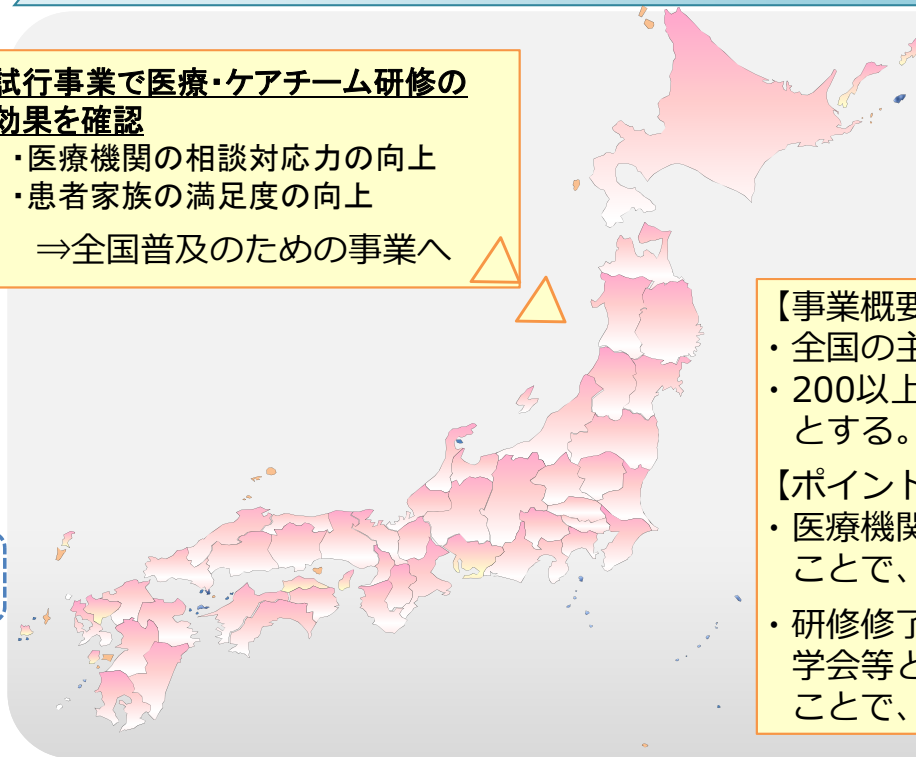 試行事業で医療・ケアチーム研修の
効果を確認
・医療機関の相談対応力の向上
・患者家族の満足度の向上
⇒全国普及のための事業へ
【事業概要
・全国の主
・200以上
とする。
【ポイント
・医療機関
ことで、
・研修修了
学会等と
ことで、